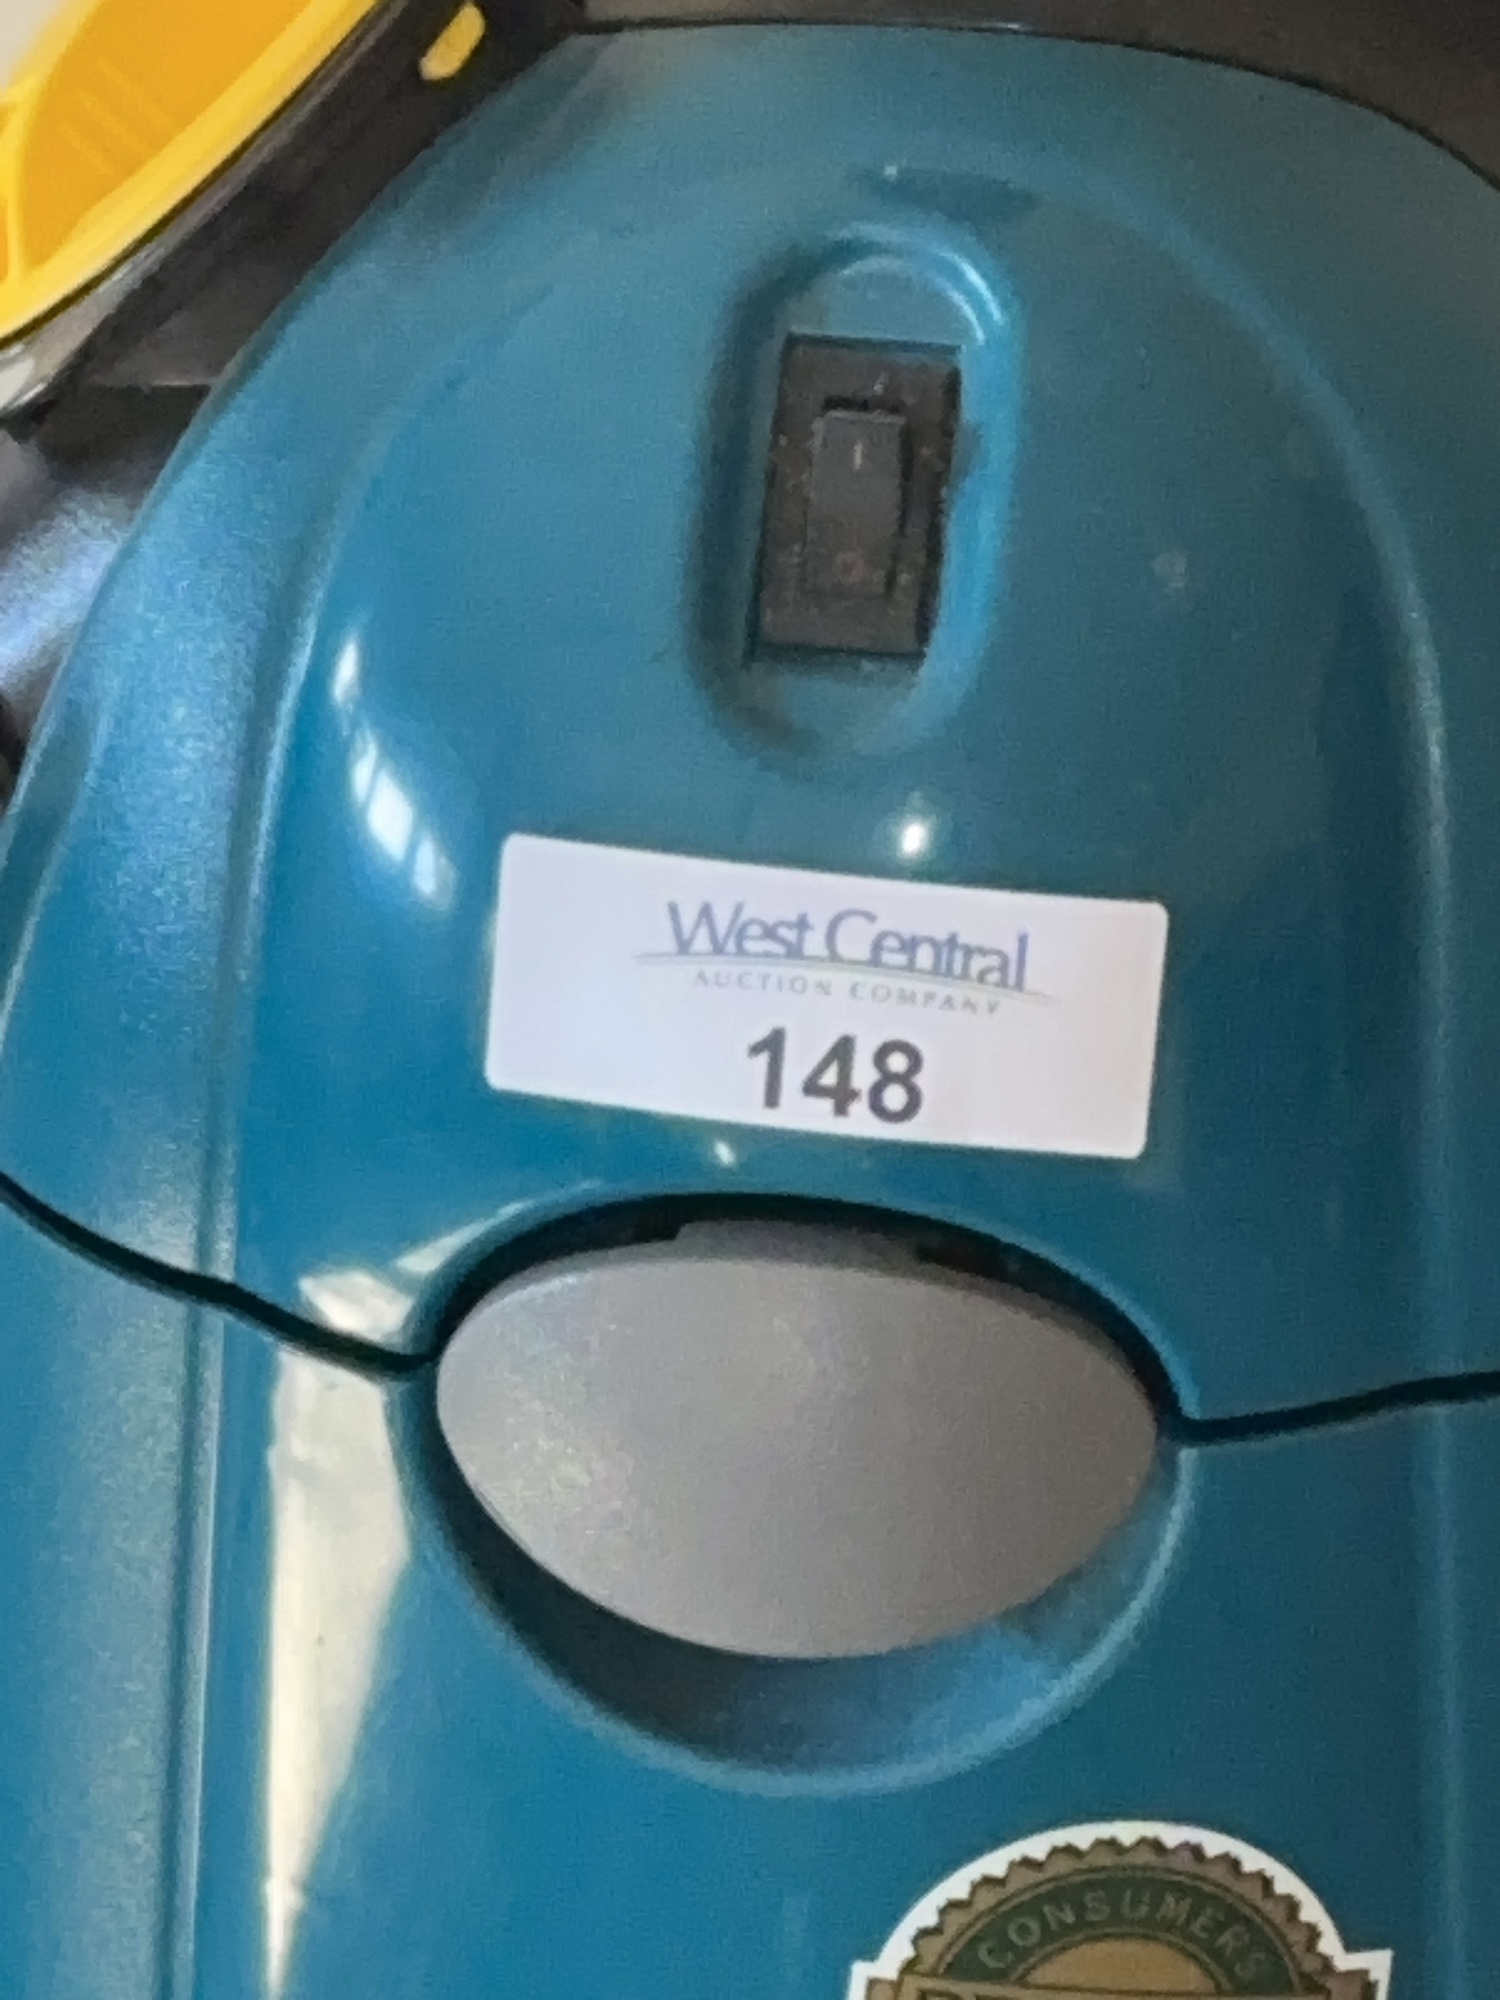 West Central
AUCTION COMPANY
148
CONSUMERS